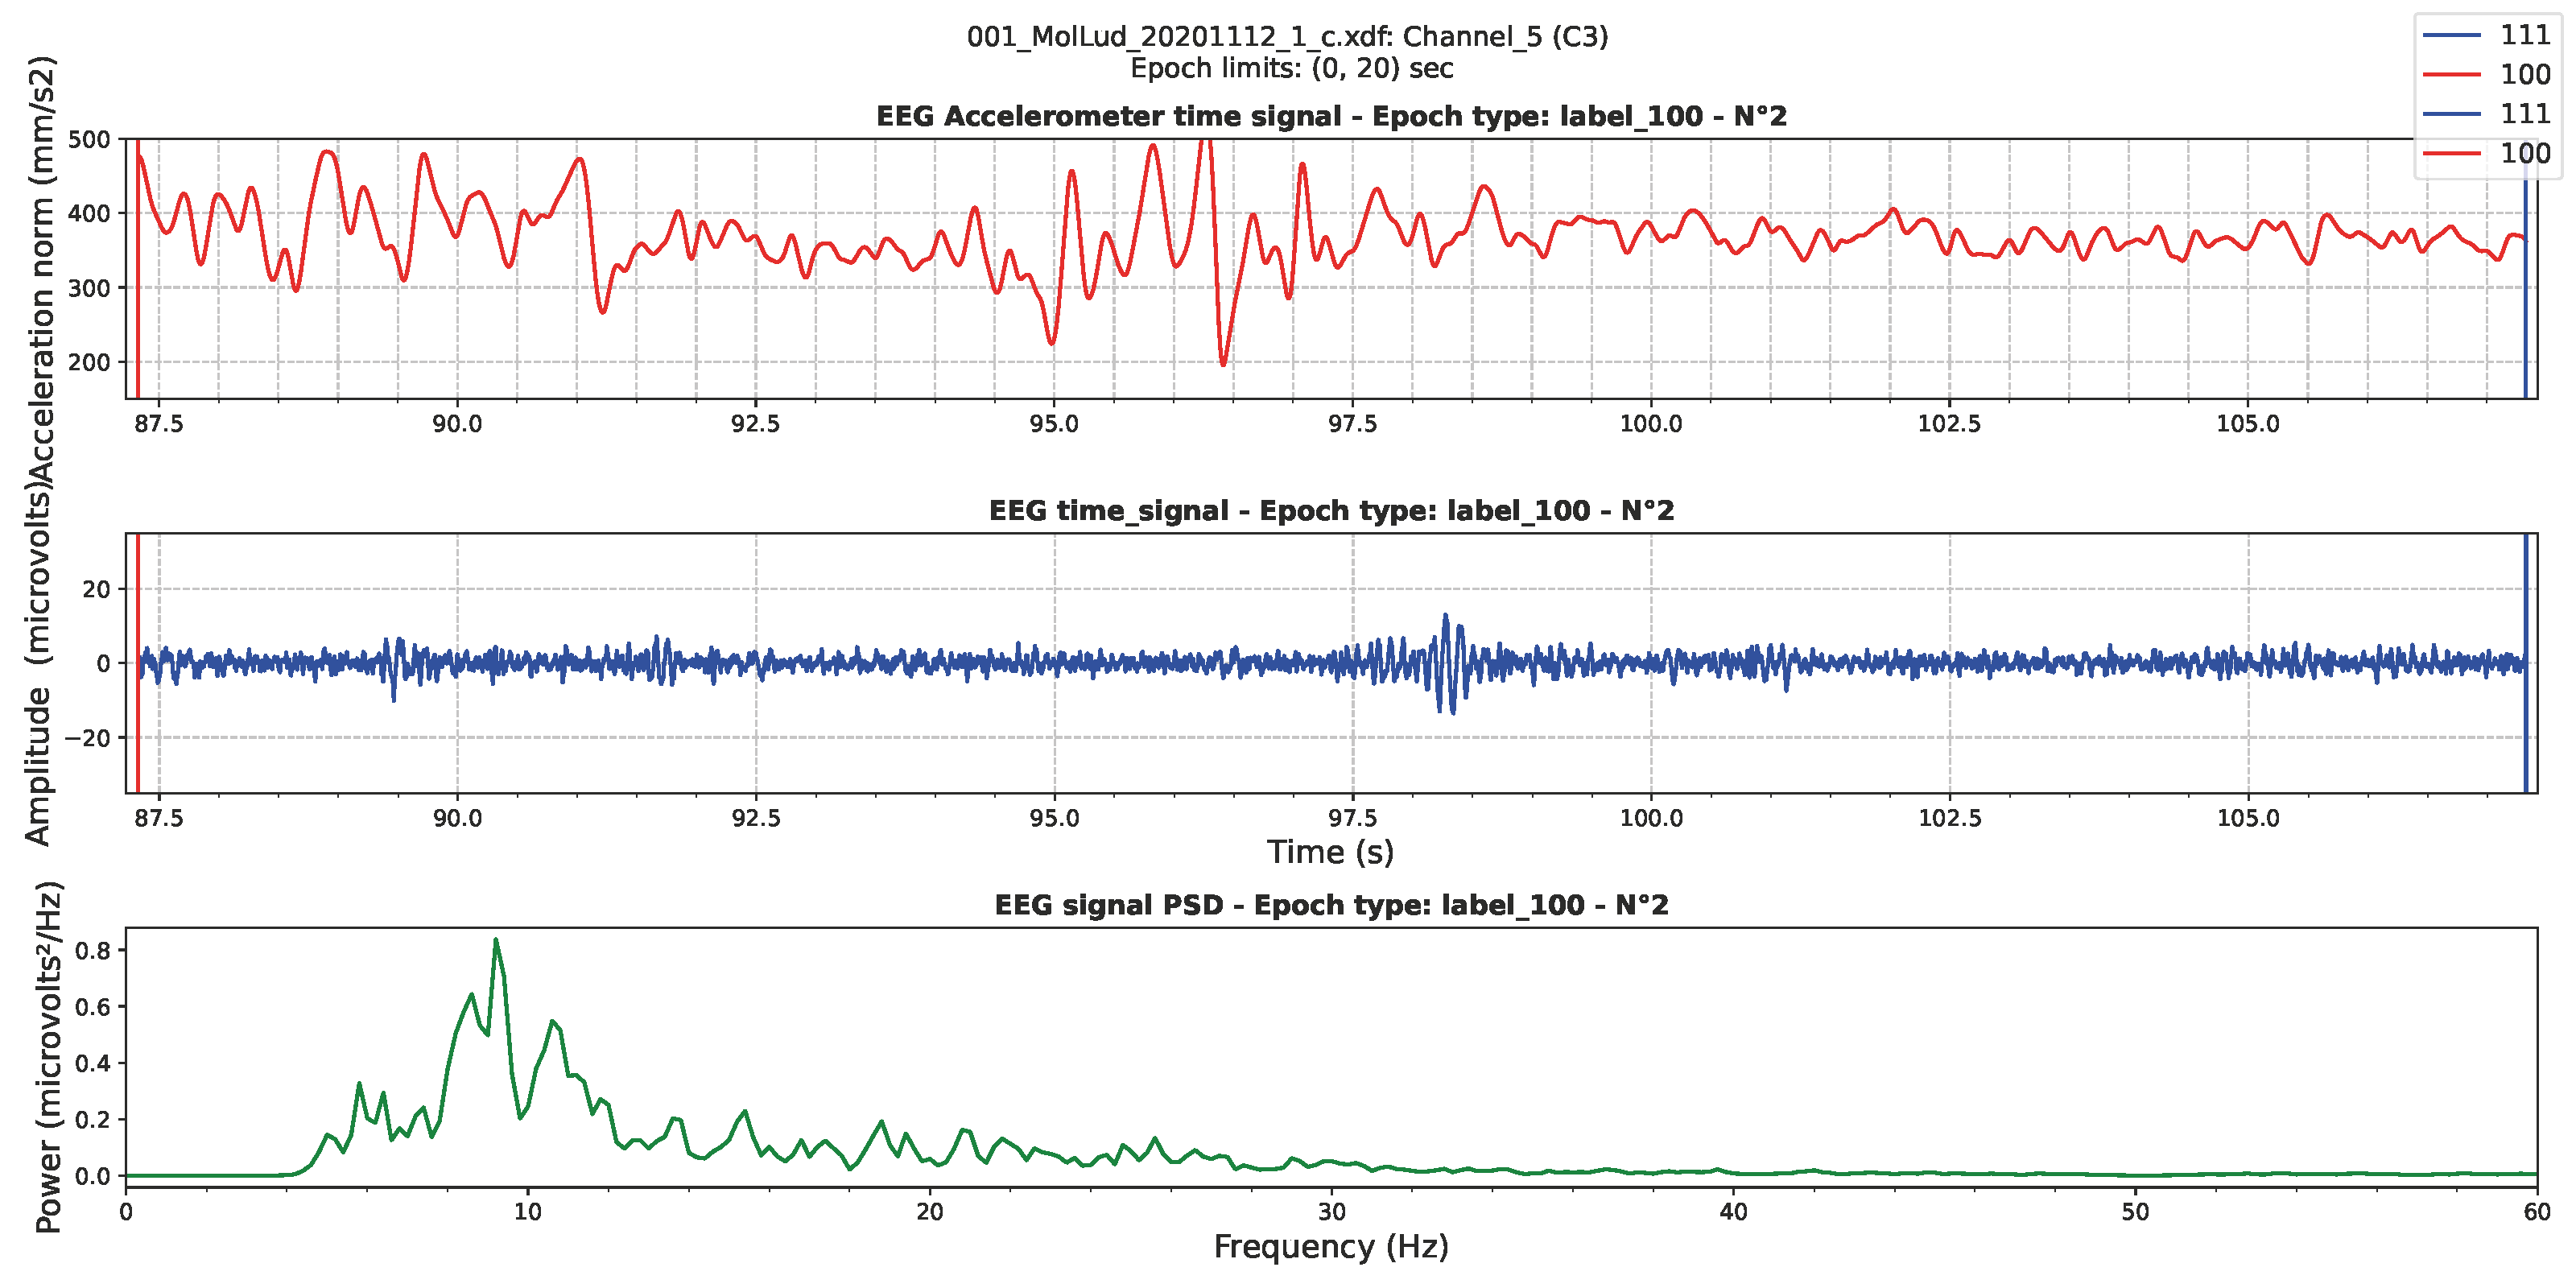 001_MolLud_20201112_1_c.xdf: Channel_5 (C3)
Epoch limits: (0, 20) sec
111
100
111
100
EEG Accelerometer time signal - Epoch type: label_100 - N°2
Acceleration norm (mm/s2)
500
400
300
200
87.5 90.0 92.5 95.0 97.5 100.0 102.5 105.0
EEG time_signal - Epoch type: label_100 - N°2
Amplitude (microvolts)
20
0
−20
87.5 90.0 92.5 95.0 97.5 100.0 102.5 105.0
Time (s)
EEG signal PSD - Epoch type: label_100 - N°2
Power (microvolts²/Hz)
0.8
0.6
0.4
0.2
0.0
0 10 20 30 40 50 60
Frequency (Hz)